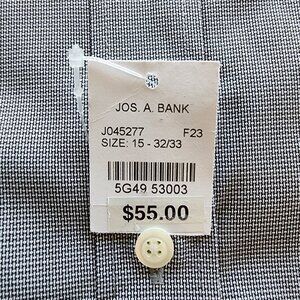 JOS. A. BANK
J045277 F23
SIZE: 15 - 32/33
5G49 53003
$55.00